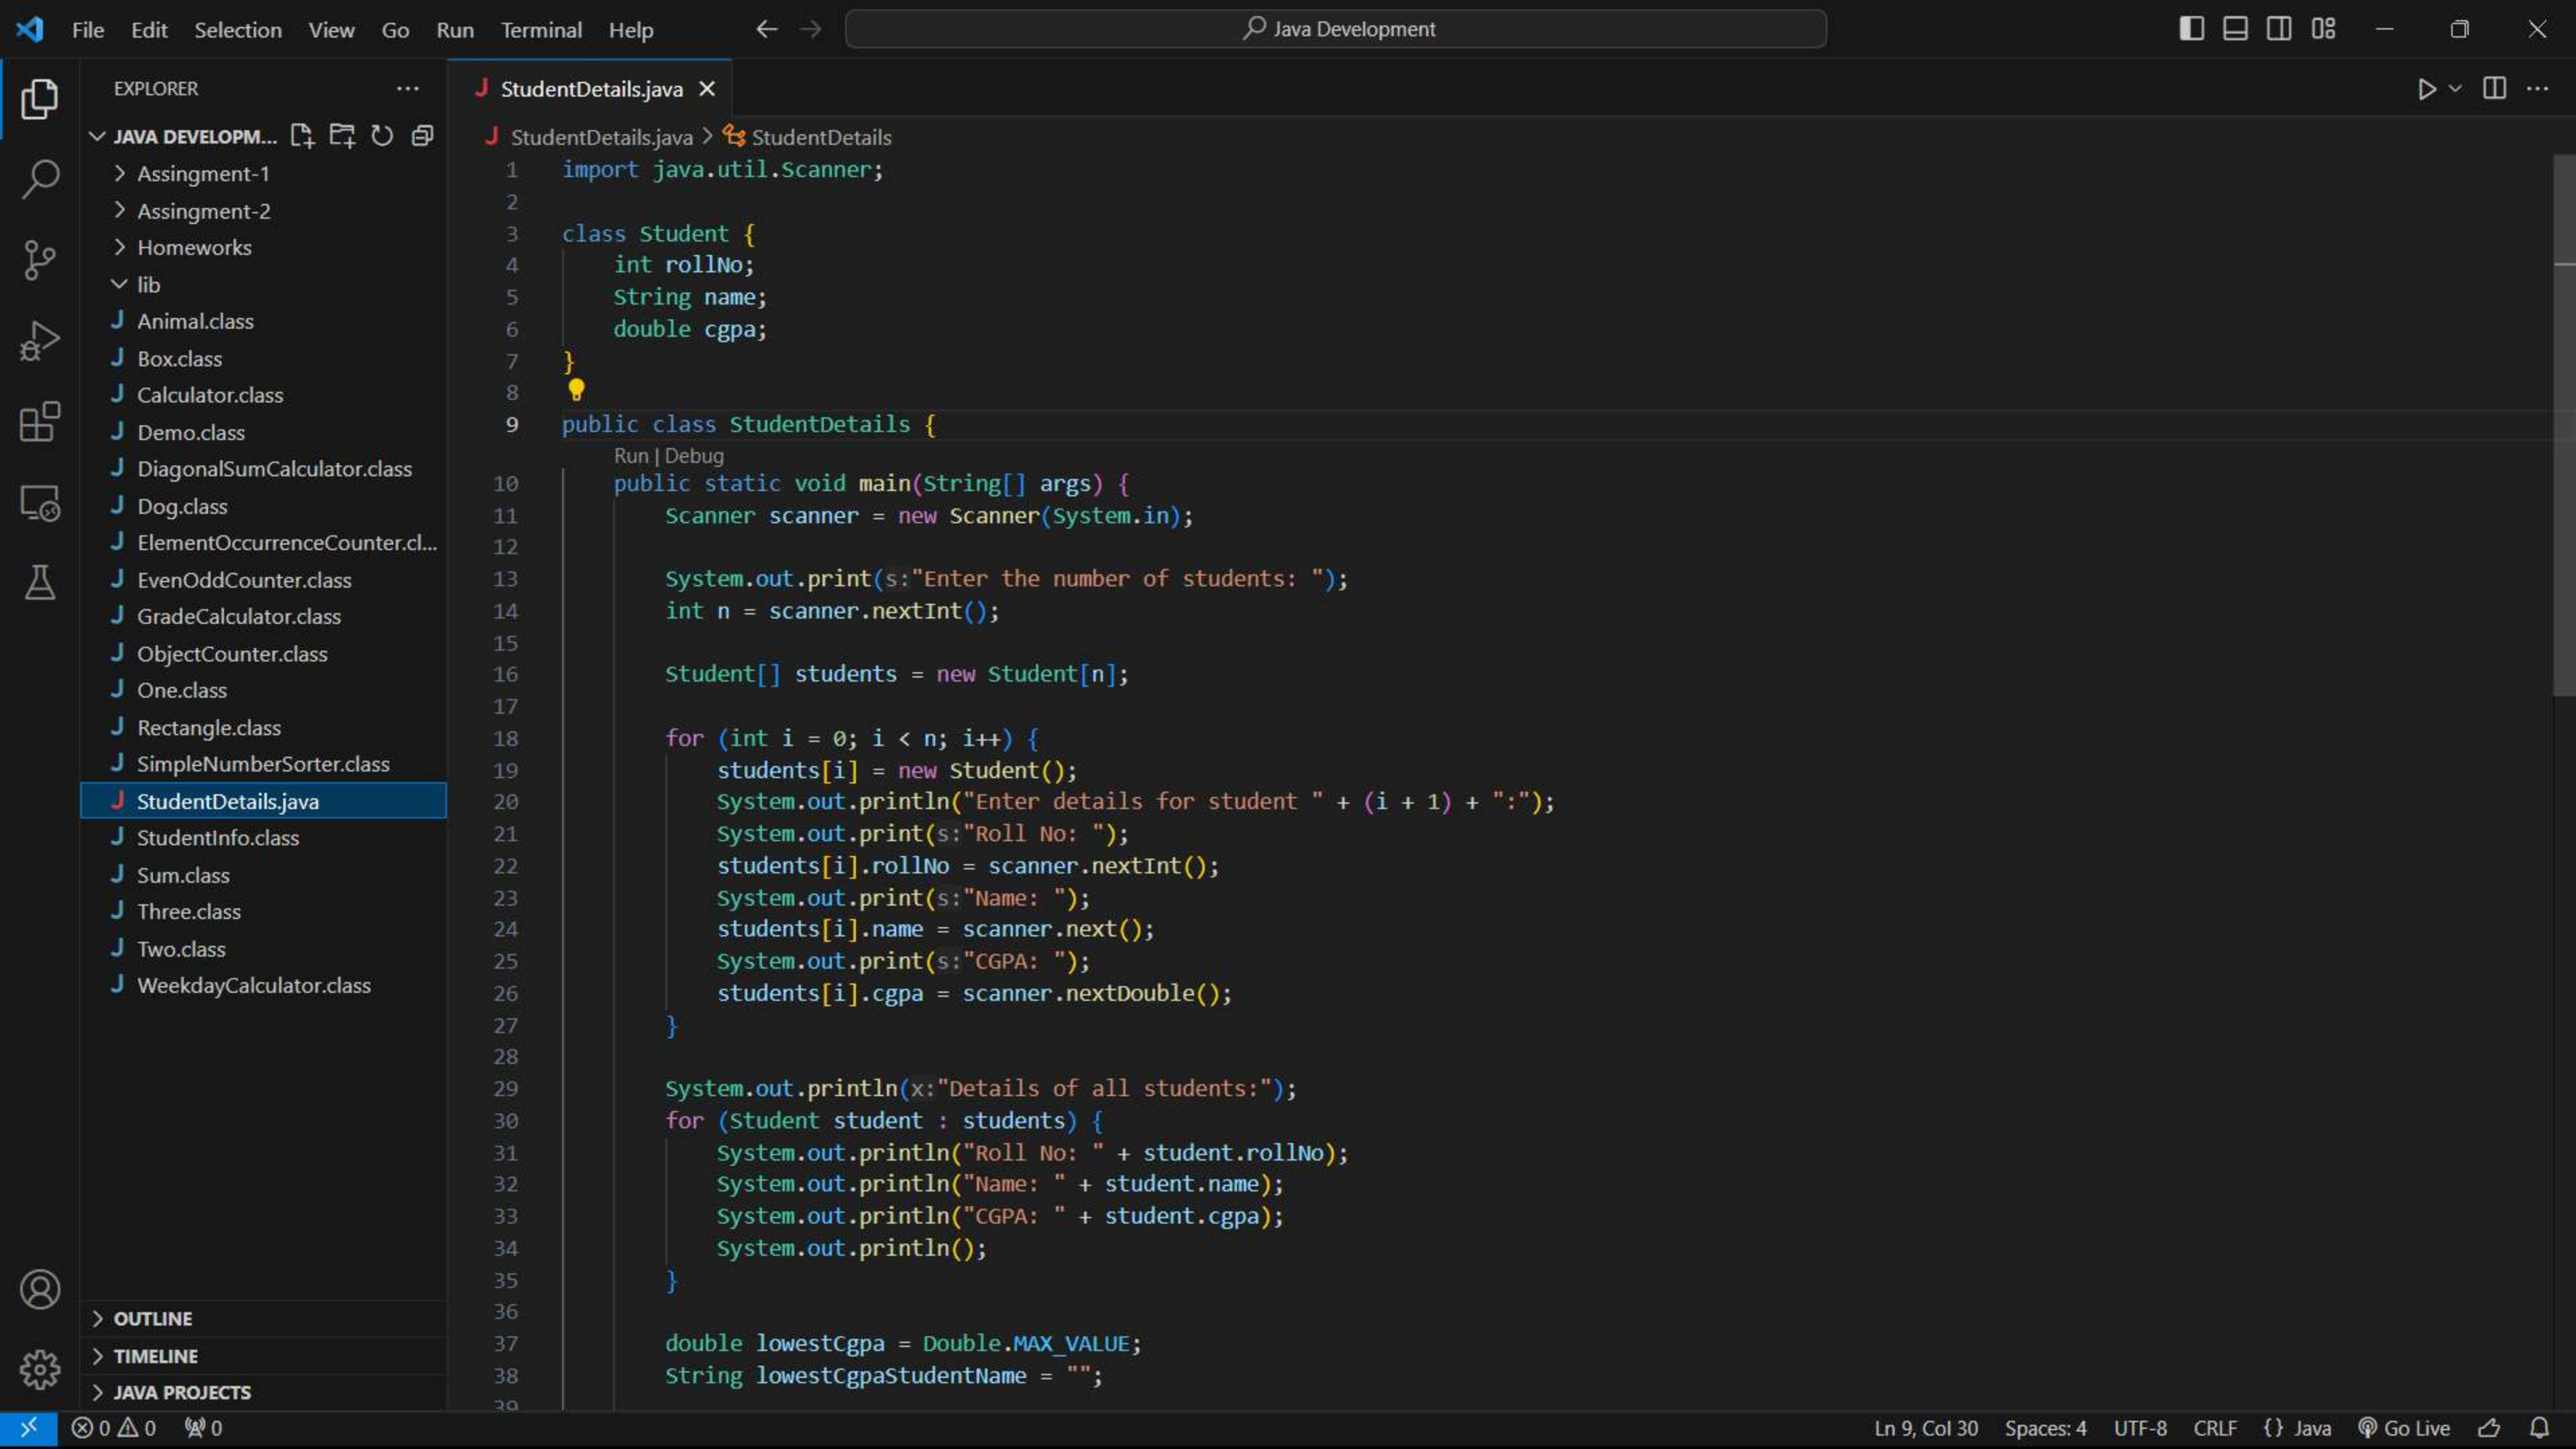 File Edit Selection View Go Run Terminal Help
Java Development
EXPLORER
JAVA DEVELOPM...
Assingment-1
Assingment-2
Homeworks
lib
Animal.class
Box.class
Calculator.class
Demo.class
DiagonalSumCalculator.class
Dog.class
ElementOccurrenceCounter.cl...
EvenOddCounter.class
GradeCalculator.class
ObjectCounter.class
One.class
Rectangle.class
SimpleNumberSorter.class
StudentDetails.java
StudentInfo.class
Sum.class
Three.class
Two.class
WeekdayCalculator.class
OUTLINE
TIMELINE
JAVA PROJECTS
StudentDetails.java
StudentDetails.java > StudentDetails
1 import java.util.Scanner;
2
3 class Student {
4     int rollNo;
5     String name;
6     double cgpa;
7 }
8
9 public class StudentDetails {
Run | Debug
10     public static void main(String[] args) {
11         Scanner scanner = new Scanner(System.in);
12
13         System.out.print(s:"Enter the number of students: ");
14         int n = scanner.nextInt();
15
16         Student[] students = new Student[n];
17
18         for (int i = 0; i < n; i++) {
19             students[i] = new Student();
20             System.out.println("Enter details for student " + (i + 1) + ":");
21             System.out.print(s:"Roll No: ");
22             students[i].rollNo = scanner.nextInt();
23             System.out.print(s:"Name: ");
24             students[i].name = scanner.next();
25             System.out.print(s:"CGPA: ");
26             students[i].cgpa = scanner.nextDouble();
27         }
28
29         System.out.println(x:"Details of all students:");
30         for (Student student : students) {
31             System.out.println("Roll No: " + student.rollNo);
32             System.out.println("Name: " + student.name);
33             System.out.println("CGPA: " + student.cgpa);
34             System.out.println();
35         }
36
37         double lowestCgpa = Double.MAX_VALUE;
38         String lowestCgpaStudentName = "";
39
0 0 0
Ln 9, Col 30 Spaces: 4 UTF-8 CRLF {} Java Go Live